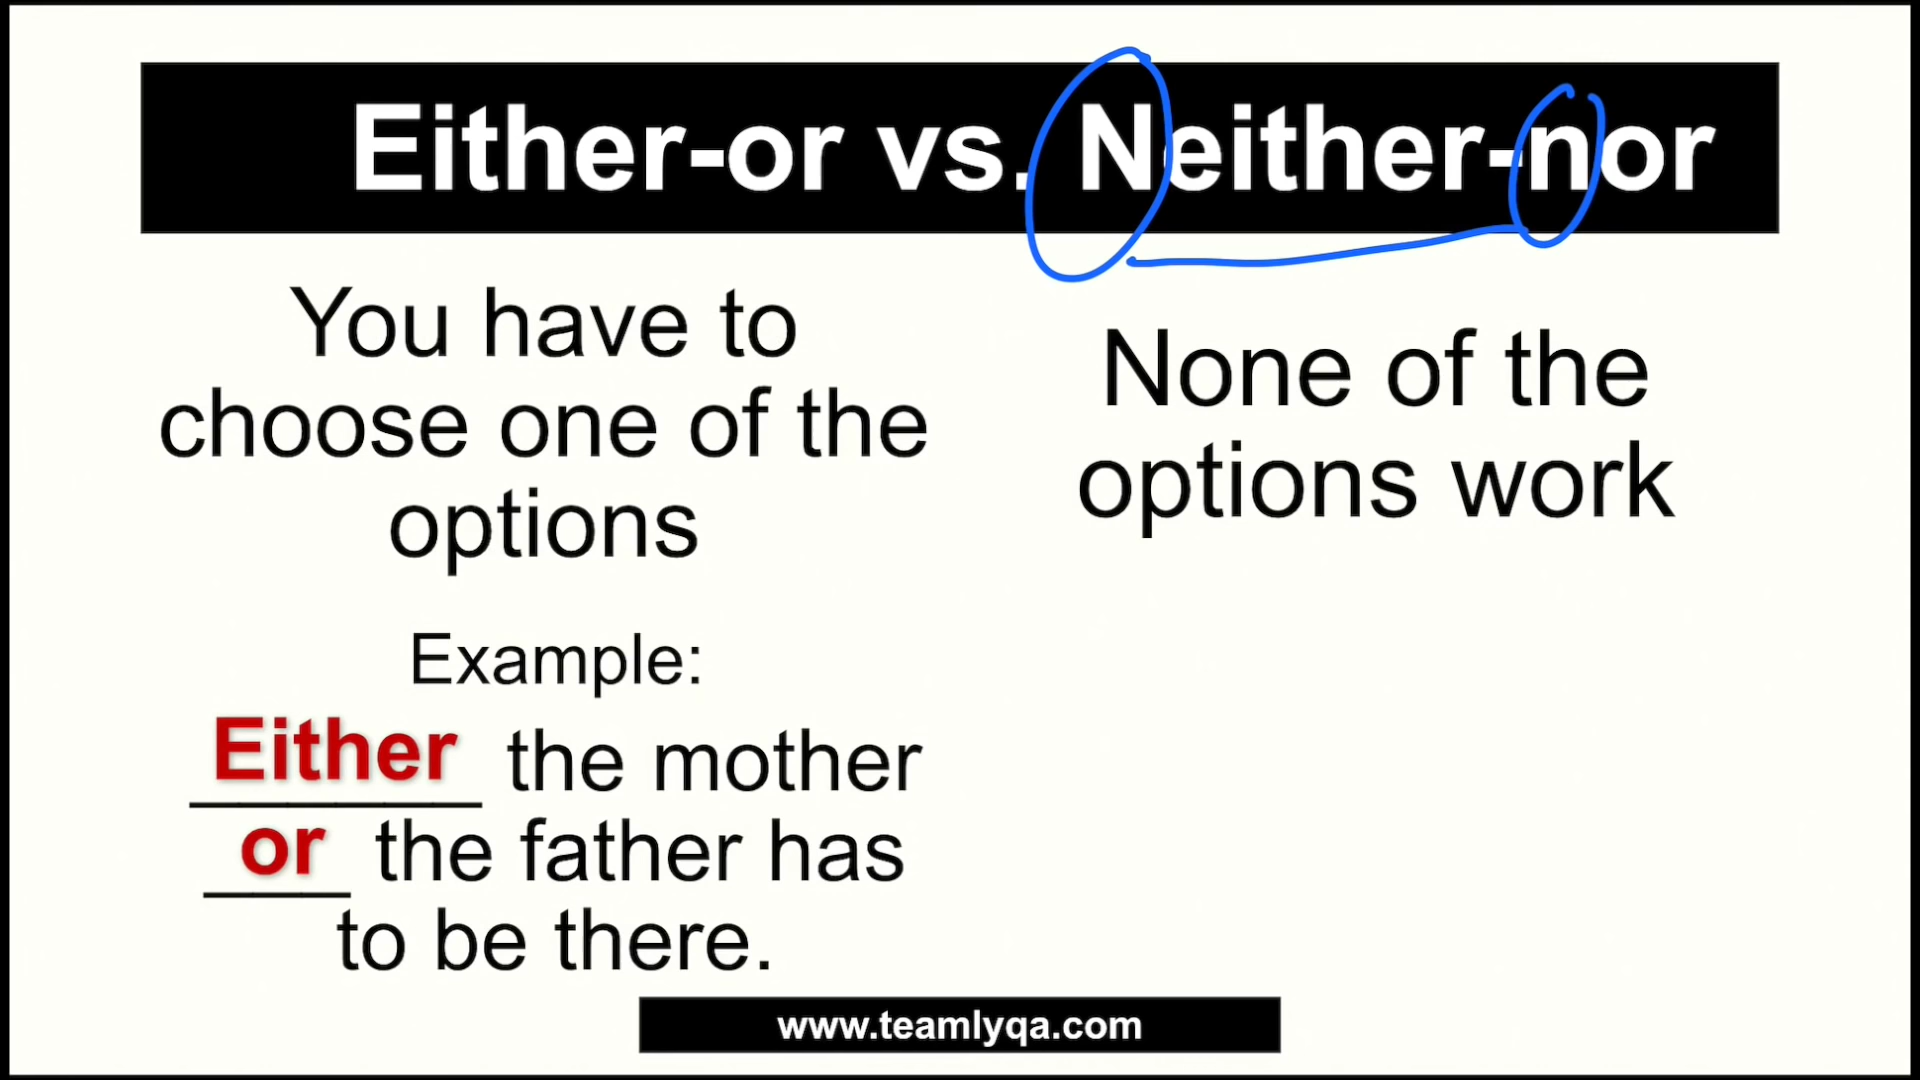 Either-or vs. Neither-nor
You have to
choose one of the
options
Example:
Either the mother
or the father has
to be there.
None of the
options work
www.teamlyqa.com